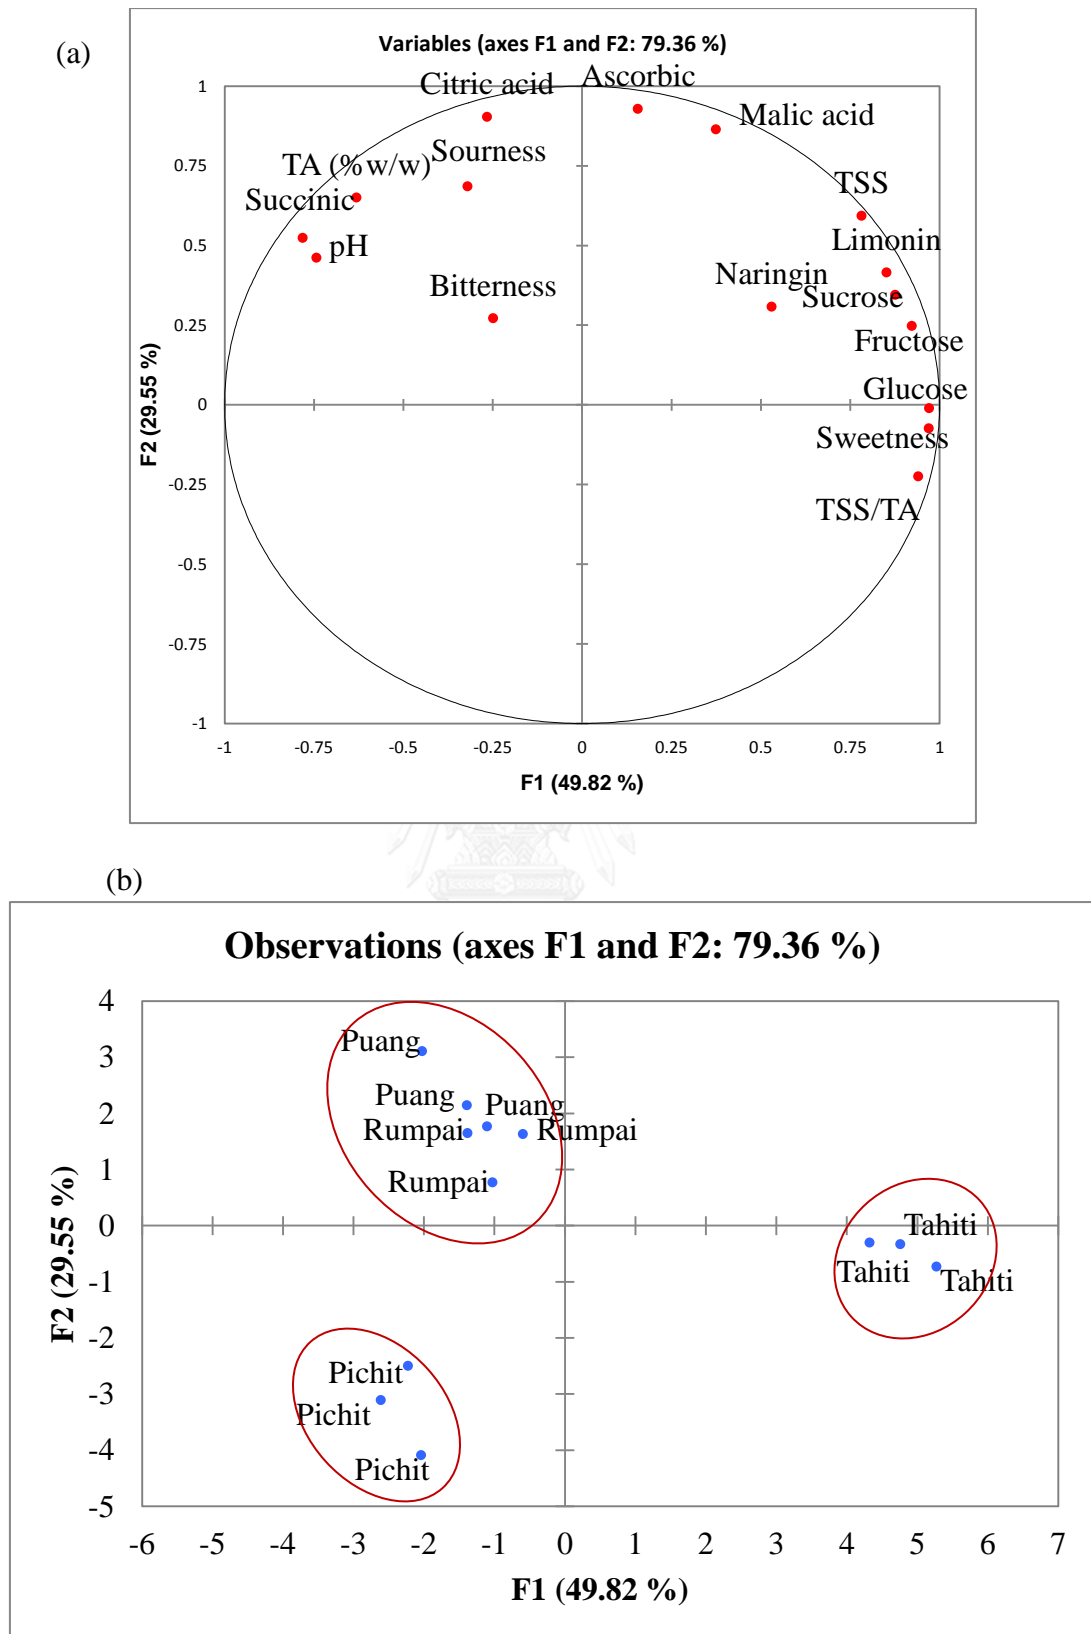 (a)
Variables (axes F1 and F2: 79.36 %)
Citric acid
Ascorbic
Malic acid
Sourness
TA (%w/w)
TSS
Succinic
pH
Limonin
Naringin
Sucrose
Bitterness
Fructose
Glucose
Sweetness
TSS/TA
1
0.75
0.5
0.25
0
-0.25
-0.5
-0.75
-1
F2 (29.55 %)
-1 -0.75 -0.5 -0.25 0 0.25 0.5 0.75 1
F1 (49.82 %)
(b)
Observations (axes F1 and F2: 79.36 %)
4
3
2
1
0
-1
-2
-3
-4
-5
F2 (29.55 %)
Puang
Puang
Puang
Rumpai
Rumpai
Rumpai
Tahiti
Tahiti
Tahiti
Pichit
Pichit
Pichit
-6 -5 -4 -3 -2 -1 0 1 2 3 4 5 6 7
F1 (49.82 %)